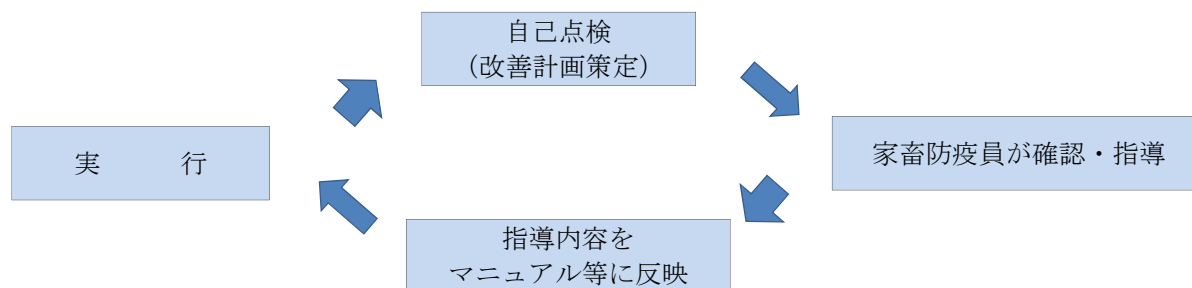 自己点検
（改善計画策定）
家畜防疫員が確認・指導
指導内容を
マニュアル等に反映
実　　　行